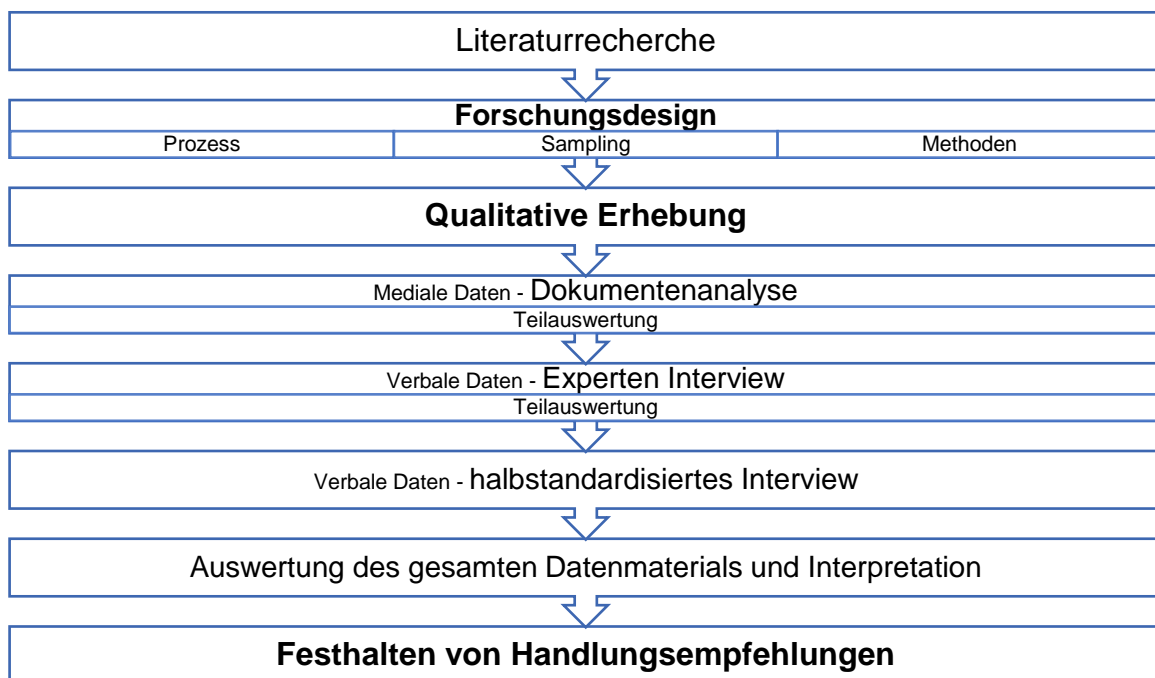 Literaturrecherche
Forschungsdesign
Prozess Sampling Methoden
Qualitative Erhebung
Mediale Daten - Dokumentenanalyse
Teilauswertung
Verbale Daten - Experten Interview
Teilauswertung
Verbale Daten - halbstandardisiertes Interview
Auswertung des gesamten Datenmaterials und Interpretation
Festhalten von Handlungsempfehlungen